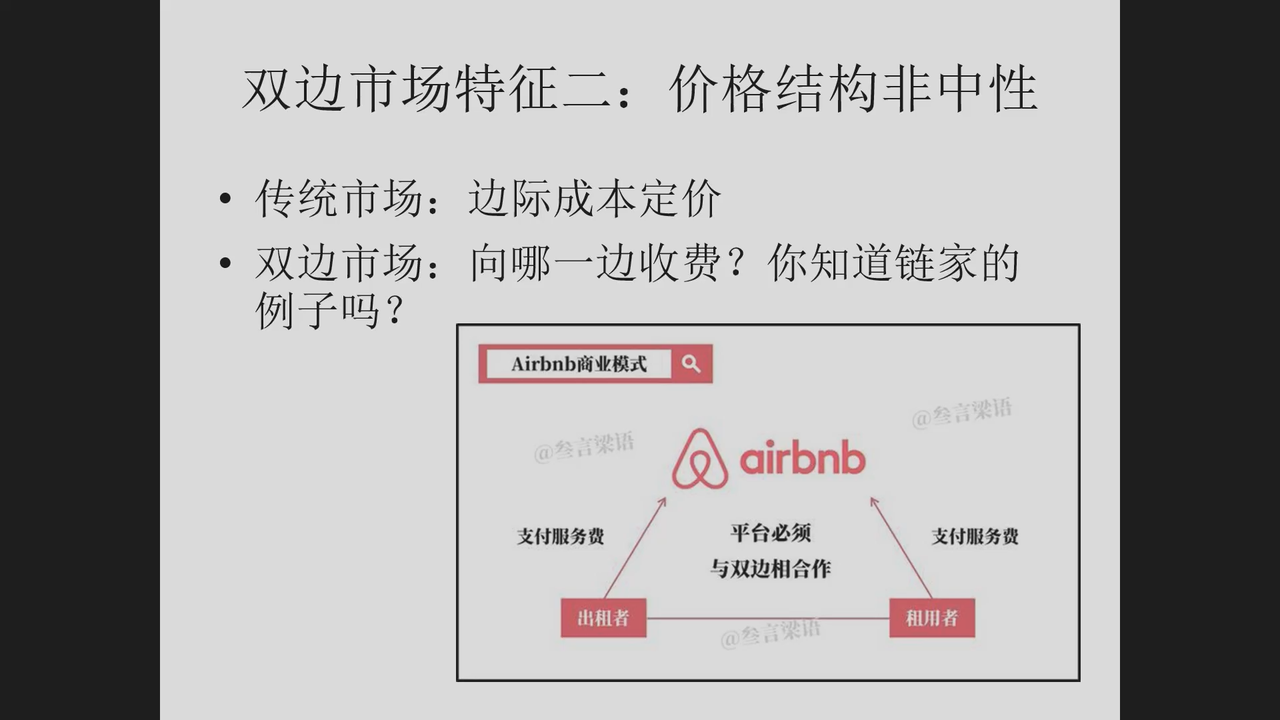 双边市场特征二：价格结构非中性
• 传统市场：边际成本定价
• 双边市场：向哪一边收费？你知道链家的
例子吗？
Airbnb商业模式
@叁言梁语
@叁言梁语
airbnb
支付服务费
平台必须
支付服务费
与双边相合作
出租者
租用者
@叁言梁语